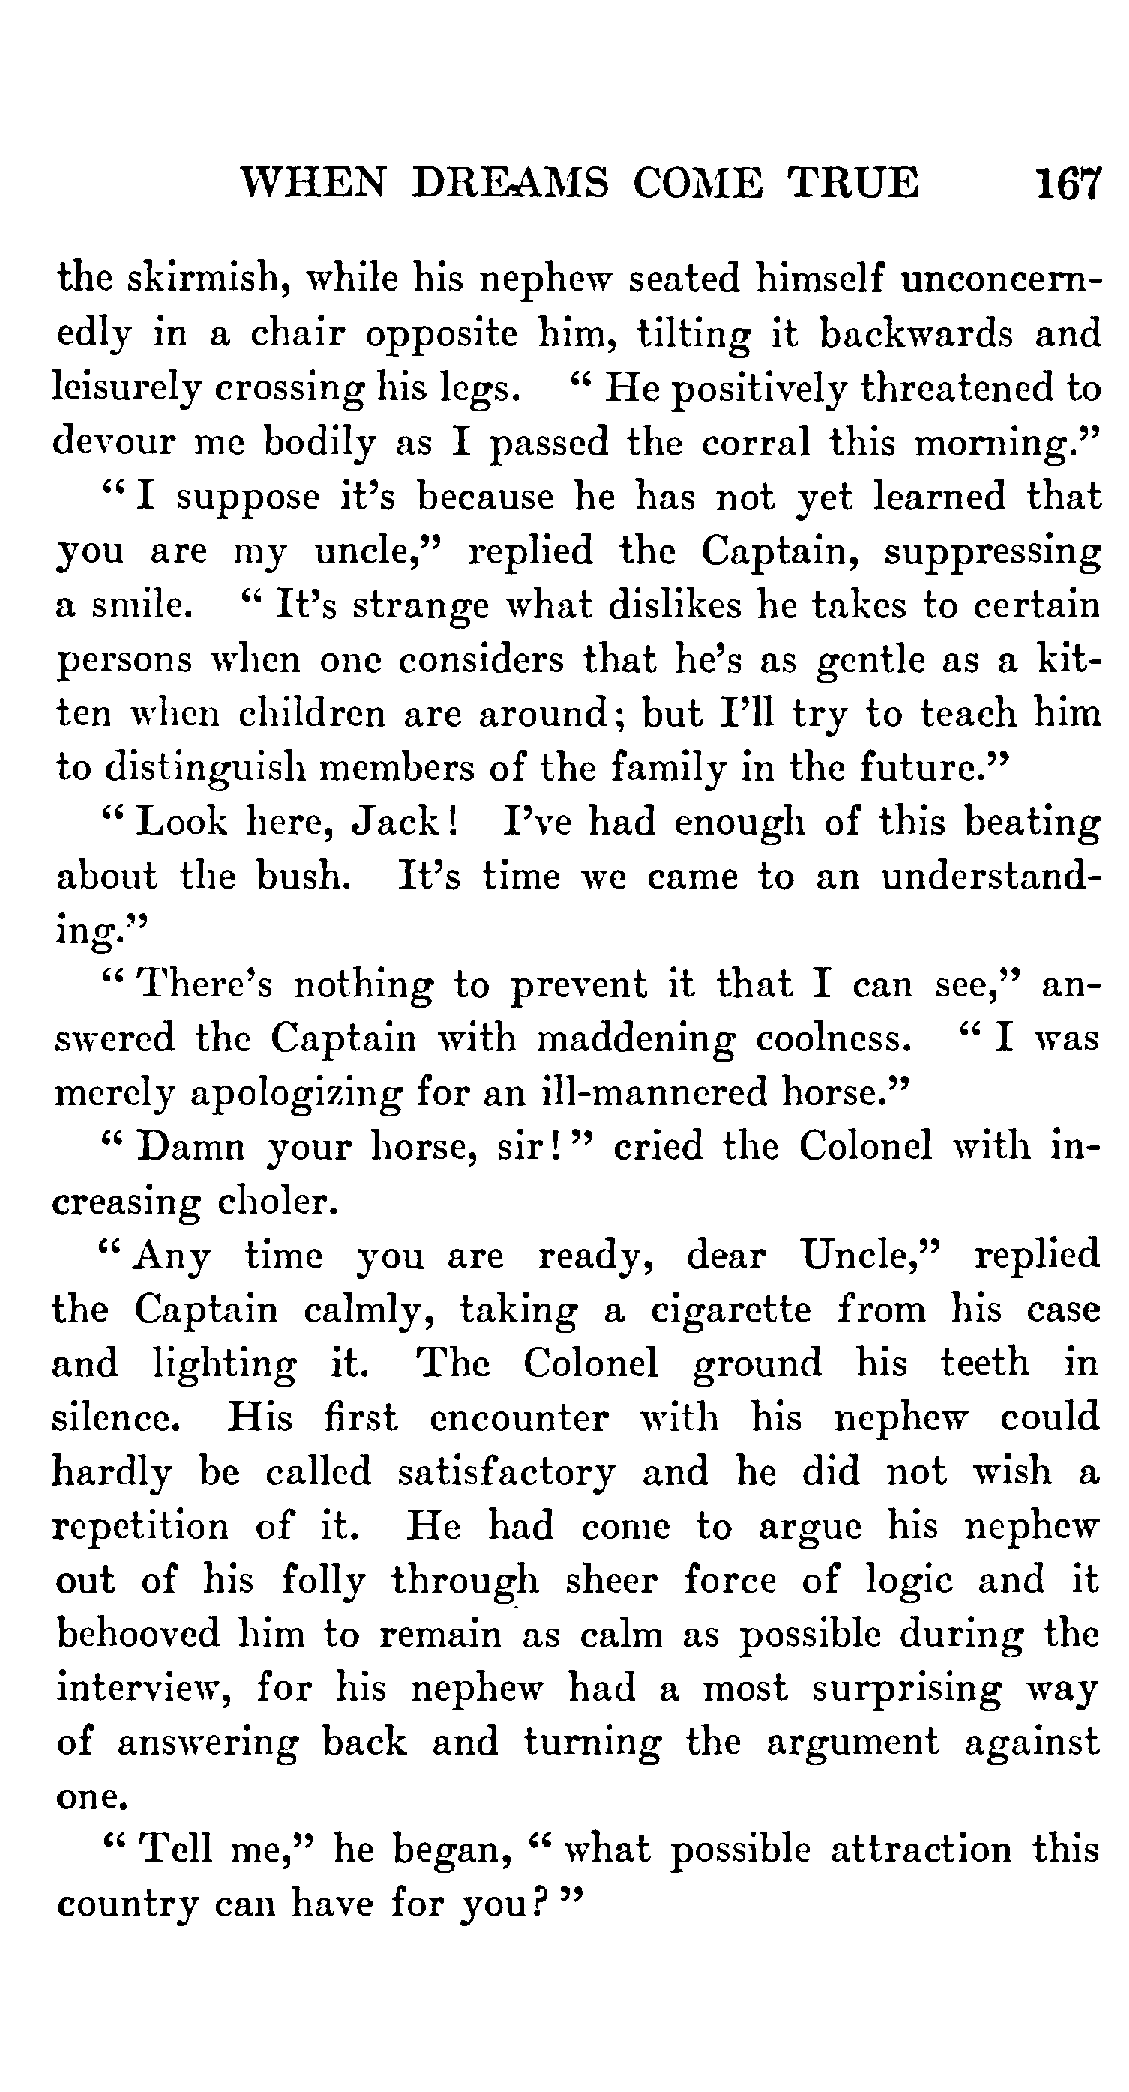 WHEN DREAMS COME TRUE 167
the skirmish, while his nephew seated himself unconcern-
edly in a chair opposite him, tilting it backwards and
leisurely crossing his legs. “ He positively threatened to
devour me bodily as I passed the corral this morning.”
“ I suppose it’s because he has not yet learned that
you are my uncle,” replied the Captain, suppressing
a smile. “ It’s strange what dislikes he takes to certain
persons when one considers that he’s as gentle as a kit-
ten when children are around; but I’ll try to teach him
to distinguish members of the family in the future.”
“ Look here, Jack! I’ve had enough of this beating
about the bush. It’s time we came to an understand-
ing.”
“ There’s nothing to prevent it that I can see,” an-
swered the Captain with maddening coolness. “ I was
merely apologizing for an ill-mannered horse.”
“ Damn your horse, sir! ” cried the Colonel with in-
creasing choler.
“ Any time you are ready, dear Uncle,” replied
the Captain calmly, taking a cigarette from his case
and lighting it. The Colonel ground his teeth in
silence. His first encounter with his nephew could
hardly be called satisfactory and he did not wish a
repetition of it. He had come to argue his nephew
out of his folly through sheer force of logic and it
behooved him to remain as calm as possible during the
interview, for his nephew had a most surprising way
of answering back and turning the argument against
one.
“ Tell me,” he began, “ what possible attraction this
country can have for you? ”